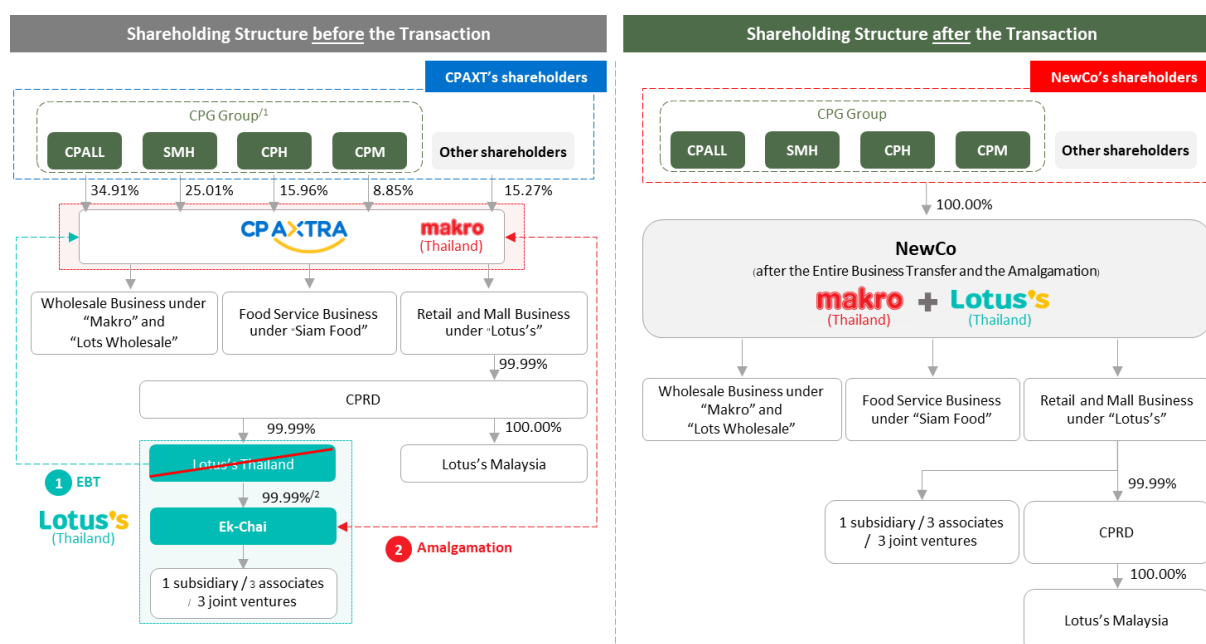 Shareholding Structure before the Transaction
CPAXT's shareholders
CPG Group/1
CPALL
SMH
CPH
CPM
Other shareholders
34.91%
25.01%
15.96%
8.85%
15.27%
CP AXTRA
makro
(Thailand)
Wholesale Business under
"Makro" and
"Lots Wholesale"
Food Service Business
under "Siam Food"
Retail and Mall Business
under "Lotus's"
99.99%
CPRD
99.99%
100.00%
Lotus's Thailand
Lotus's Malaysia
1 EBT
99.99%/2
Lotus's
(Thailand)
Ek-Chai
2 Amalgamation
1 subsidiary / 3 associates
/ 3 joint ventures
Shareholding Structure after the Transaction
NewCo's shareholders
CPG Group
CPALL
SMH
CPH
CPM
Other shareholders
100.00%
NewCo
(after the Entire Business Transfer and the Amalgamation)
makro + Lotus's
(Thailand) (Thailand)
Wholesale Business under
"Makro" and
"Lots Wholesale"
Food Service Business
under "Siam Food"
Retail and Mall Business
under "Lotus's"
99.99%
1 subsidiary / 3 associates
/ 3 joint ventures
CPRD
100.00%
Lotus's Malaysia